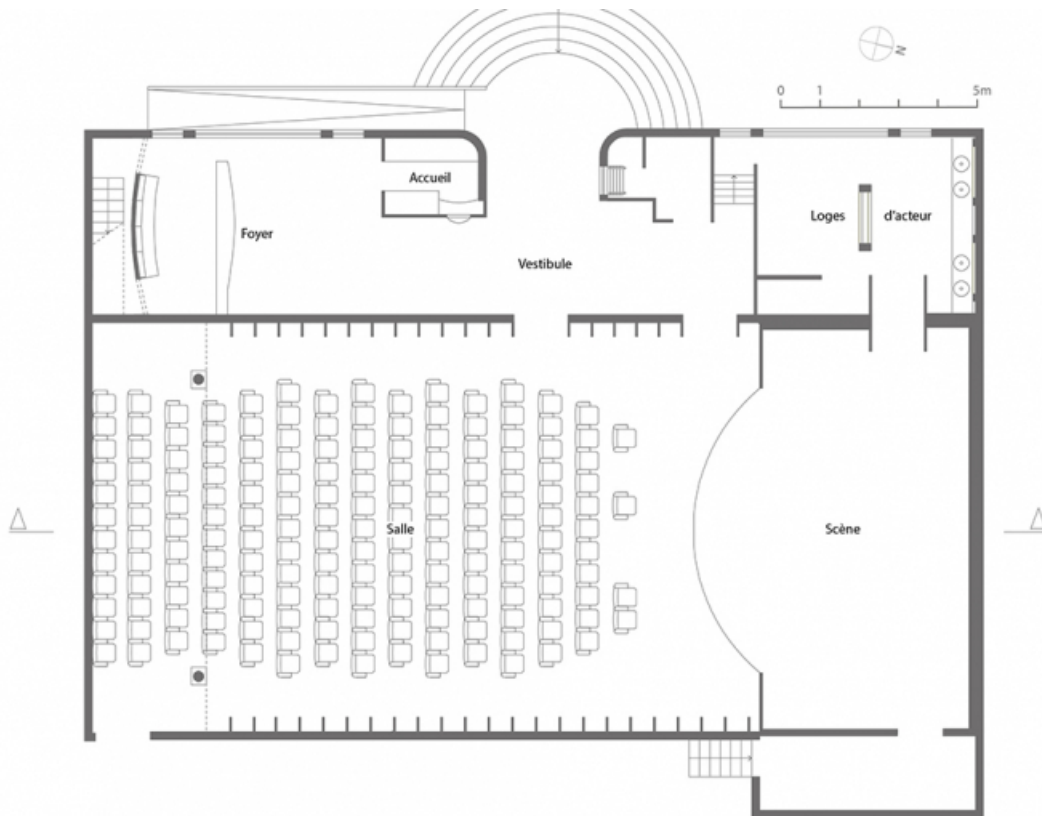 N
0 1 5m
Accueil
Loges d'acteur
Foyer
Vestibule
Salle
Scène